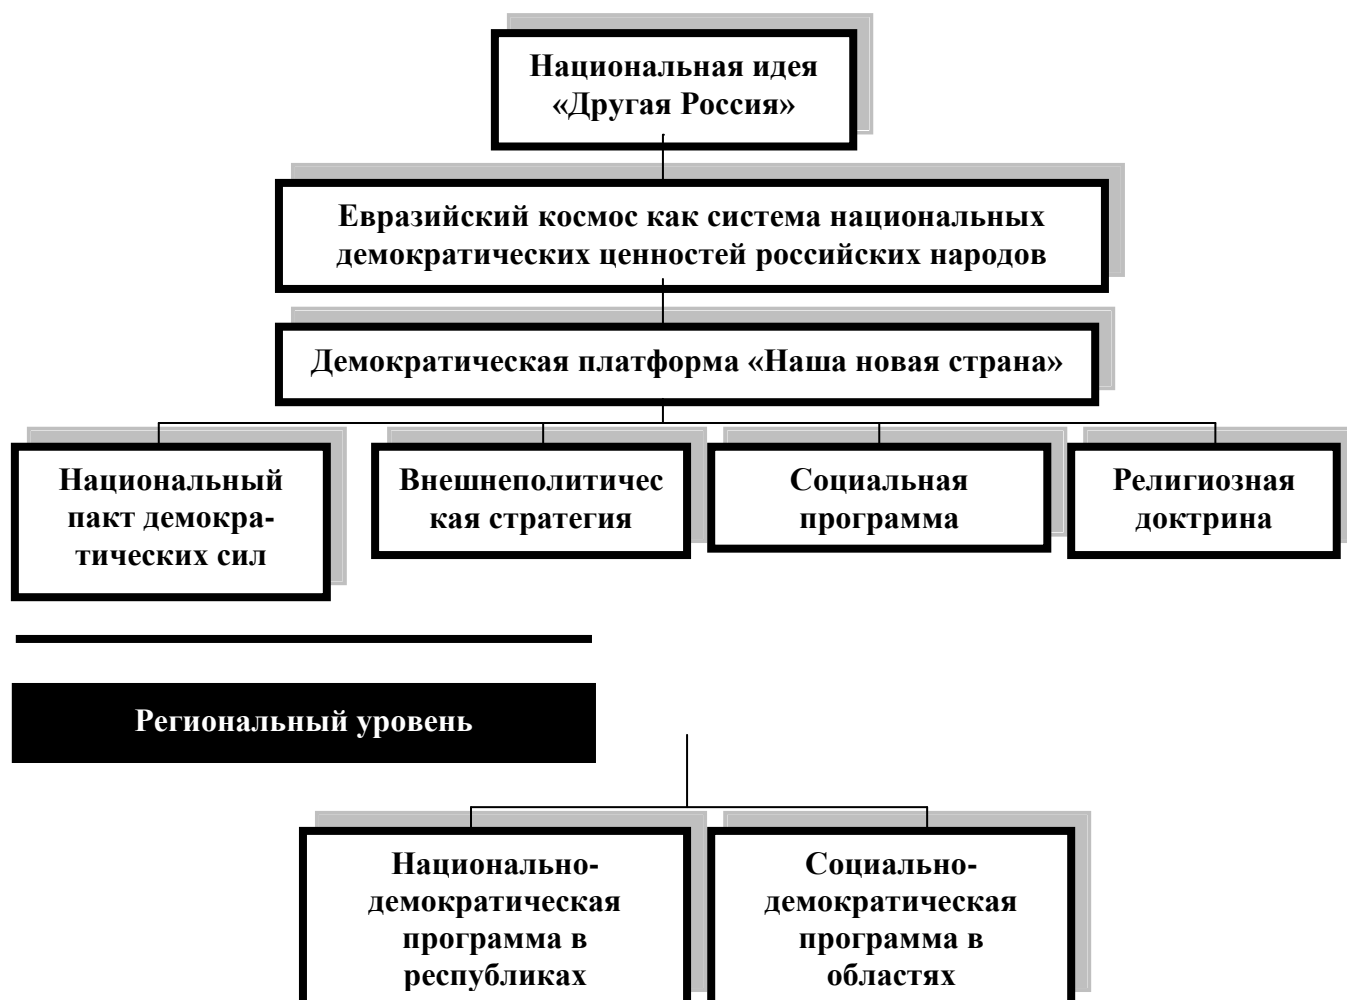 Национальная идея
«Другая Россия»
Евразийский космос как система национальных
демократических ценностей российских народов
Демократическая платформа «Наша новая страна»
Национальный
пакт демокра-
тических сил
Внешнеполитичес
кая стратегия
Социальная
программа
Религиозная
доктрина
Региональный уровень
Национально-
демократическая
программа в
республиках
Социально-
демократическая
программа в
областях